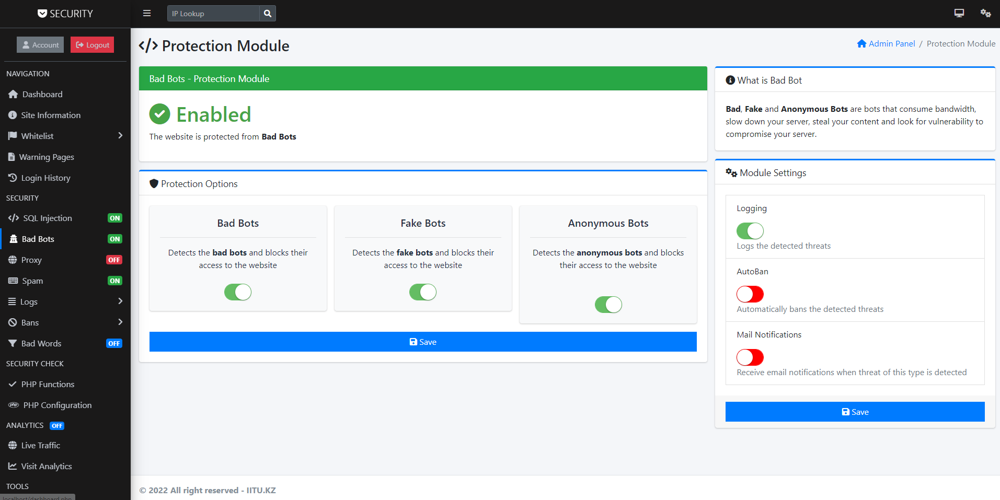 SECURITY
IP Lookup
Account
Logout
NAVIGATION
Dashboard
Site Information
Whitelist
Warning Pages
Login History
SECURITY
SQL Injection ON
Bad Bots ON
Proxy OFF
Spam ON
Logs
Bans
Bad Words OFF
SECURITY CHECK
PHP Functions
php PHP Configuration
ANALYTICS OFF
Live Traffic
Visit Analytics
TOOLS
localhost/dashboard.php
Protection Module
Admin Panel / Protection Module
Bad Bots - Protection Module
Enabled
The website is protected from Bad Bots
Protection Options
Bad Bots
Detects the bad bots and blocks their
access to the website
Fake Bots
Detects the fake bots and blocks their
access to the website
Anonymous Bots
Detects the anonymous bots and blocks
their access to the website
Save
What is Bad Bot
Bad, Fake and Anonymous Bots are bots that consume bandwidth,
slow down your server, steal your content and look for vulnerability to
compromise your server.
Module Settings
Logging
Logs the detected threats
AutoBan
Automatically bans the detected threats
Mail Notifications
Receive email notifications when threat of this type is detected
Save
© 2022 All right reserved - IITU.KZ